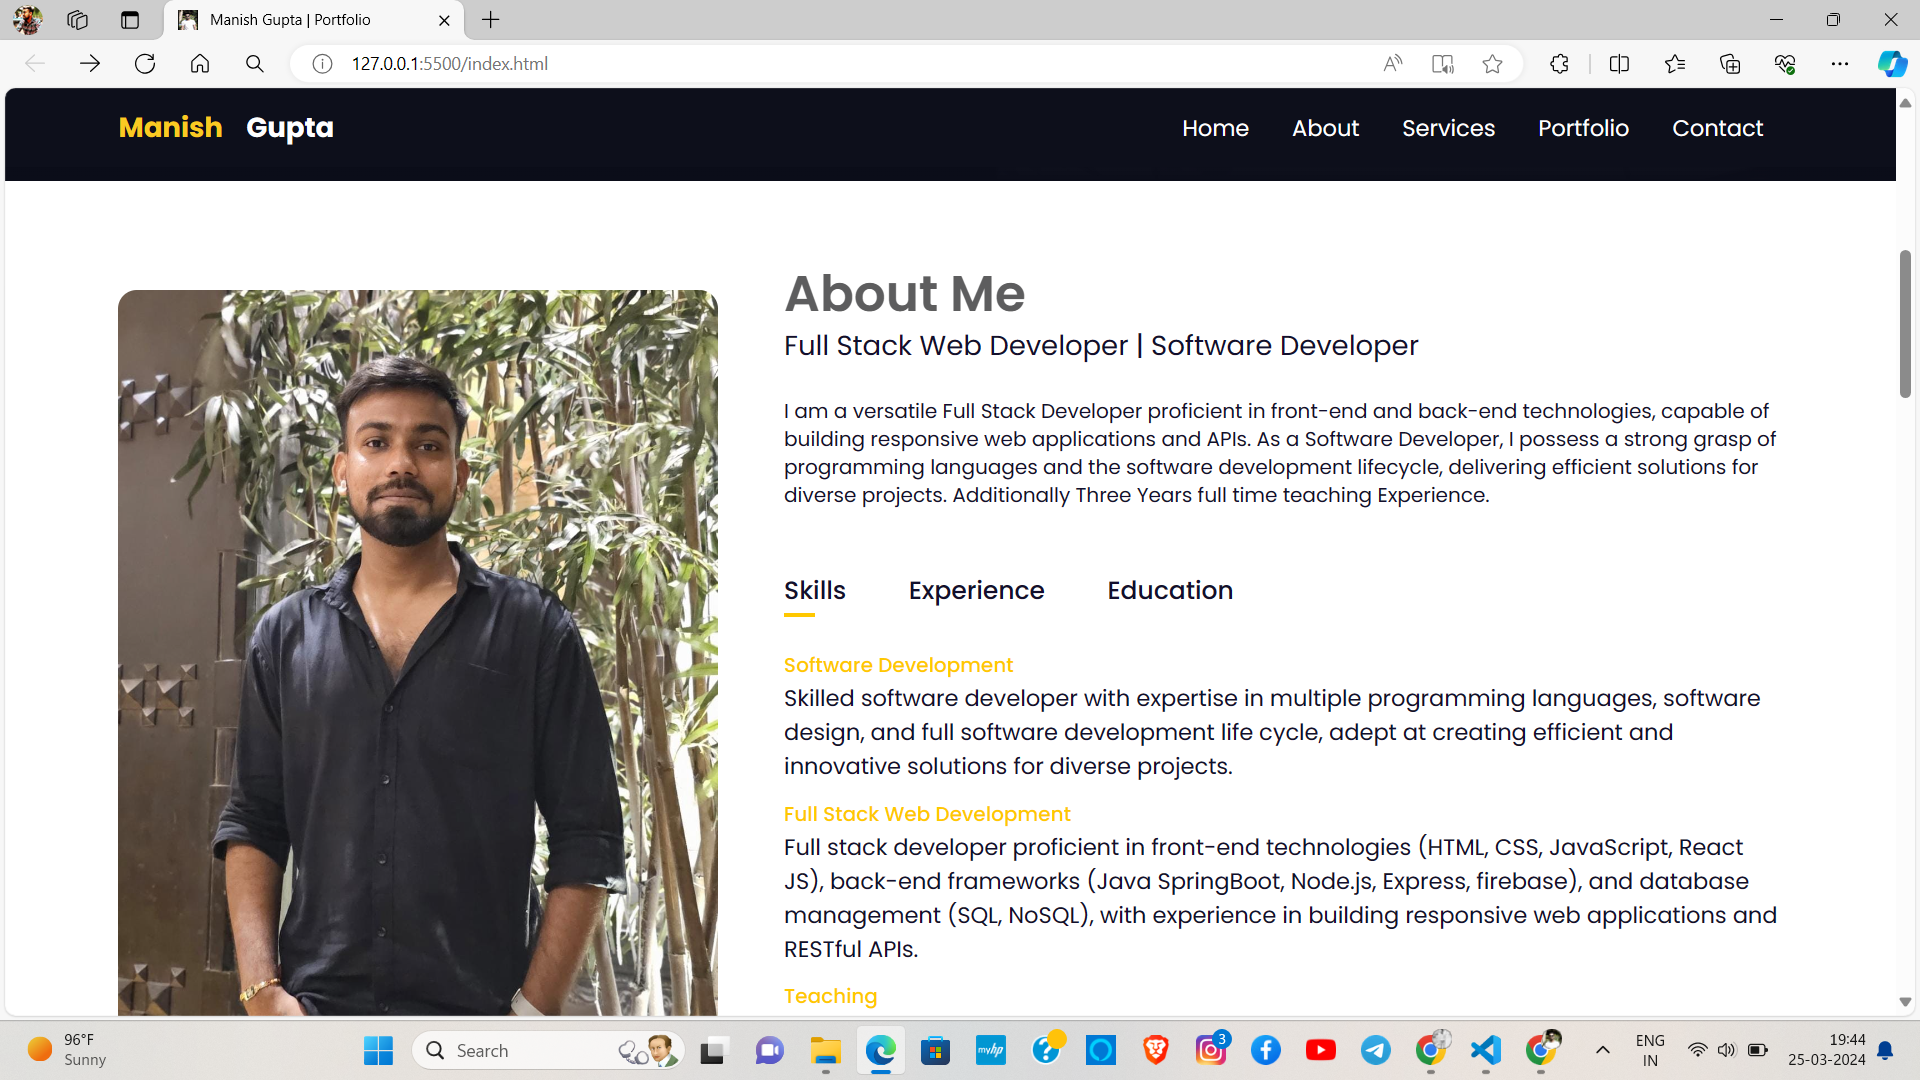 Manish Gupta | Portfolio
127.0.0.1:5500/index.html
Manish Gupta
Home About Services Portfolio Contact
About Me
Full Stack Web Developer | Software Developer
I am a versatile Full Stack Developer proficient in front-end and back-end technologies, capable of
building responsive web applications and APIs. As a Software Developer, I possess a strong grasp of
programming languages and the software development lifecycle, delivering efficient solutions for
diverse projects. Additionally Three Years full time teaching Experience.
Skills Experience Education
Software Development
Skilled software developer with expertise in multiple programming languages, software
design, and full software development life cycle, adept at creating efficient and
innovative solutions for diverse projects.
Full Stack Web Development
Full stack developer proficient in front-end technologies (HTML, CSS, JavaScript, React
JS), back-end frameworks (Java SpringBoot, Node.js, Express, firebase), and database
management (SQL, NoSQL), with experience in building responsive web applications and
RESTful APIs.
Teaching
96°F
Sunny
Search
myhp
3
ENG
IN
19:44
25-03-2024